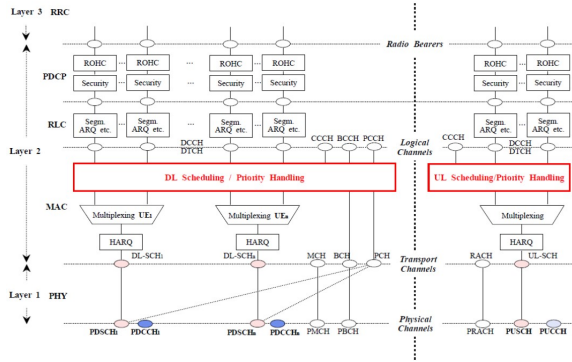 Layer 3 RRC
Radio Bearers
ROHC ... ROHC ... ROHC ... ROHC ROHC ... ROHC
PDCP
Security ... Security ... Security ... Security Security ... Security
RLC
Segm. ARQ etc. ... Segm. ARQ etc. Segm. ARQ etc. ... Segm. ARQ etc. Segm. ARQ etc. ... Segm. ARQ etc.
CCCH BCCH PCCH
Logical Channels
CCCH
DCCH
DTCH
DCCH
DTCH
Layer 2
DL Scheduling / Priority Handling
UL Scheduling/Priority Handling
MAC
Multiplexing UE1
Multiplexing UEn
Multiplexing
HARQ HARQ HARQ
DL-SCH1 DL-SCHn MCH BCH PCH
Transport Channels
RACH UL-SCH
Layer 1 PHY
Physical Channels
PDSCH1 PDCCH1 PDSCHn PDCCHn PMCH PBCH PRACH PUSCH PUCCH